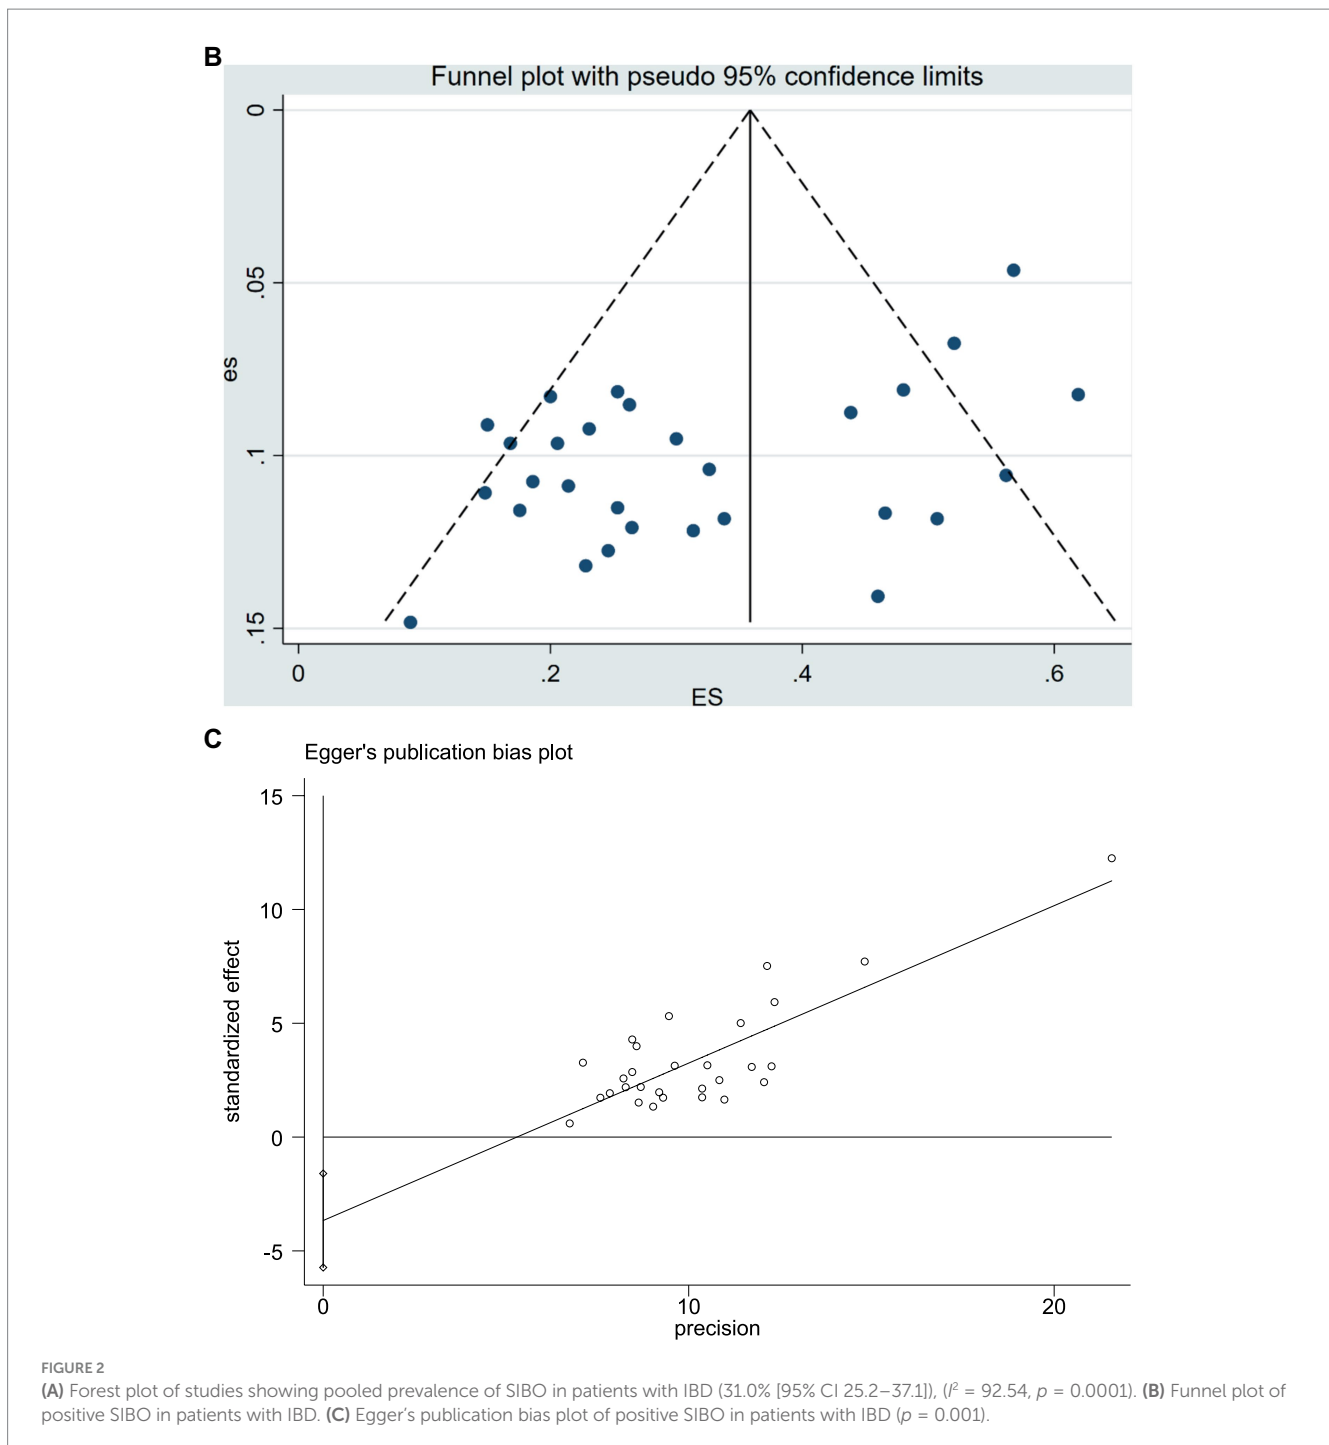 B
Funnel plot with pseudo 95% confidence limits
0
.05
.1
.15
es
0 .2 .4 .6
ES
C
Egger's publication bias plot
15
10
5
0
-5
standardized effect
0 10 20
precision
FIGURE 2
(A) Forest plot of studies showing pooled prevalence of SIBO in patients with IBD (31.0% [95% CI 25.2–37.1]), (I² = 92.54, p = 0.0001). (B) Funnel plot of
positive SIBO in patients with IBD. (C) Egger's publication bias plot of positive SIBO in patients with IBD (p = 0.001).